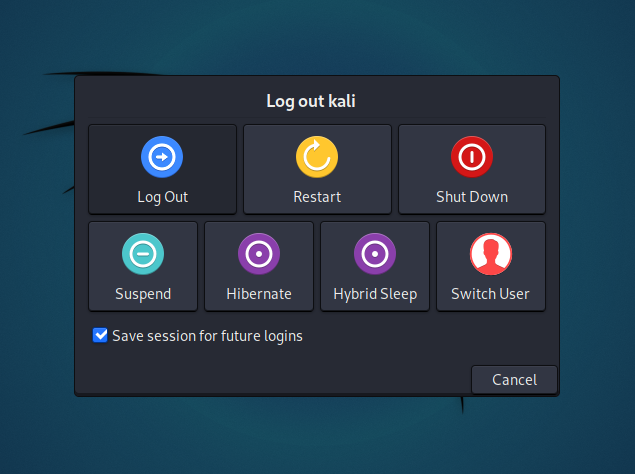 Log out kali
Log Out
Restart
Shut Down
Suspend
Hibernate
Hybrid Sleep
Switch User
Save session for future logins
Cancel